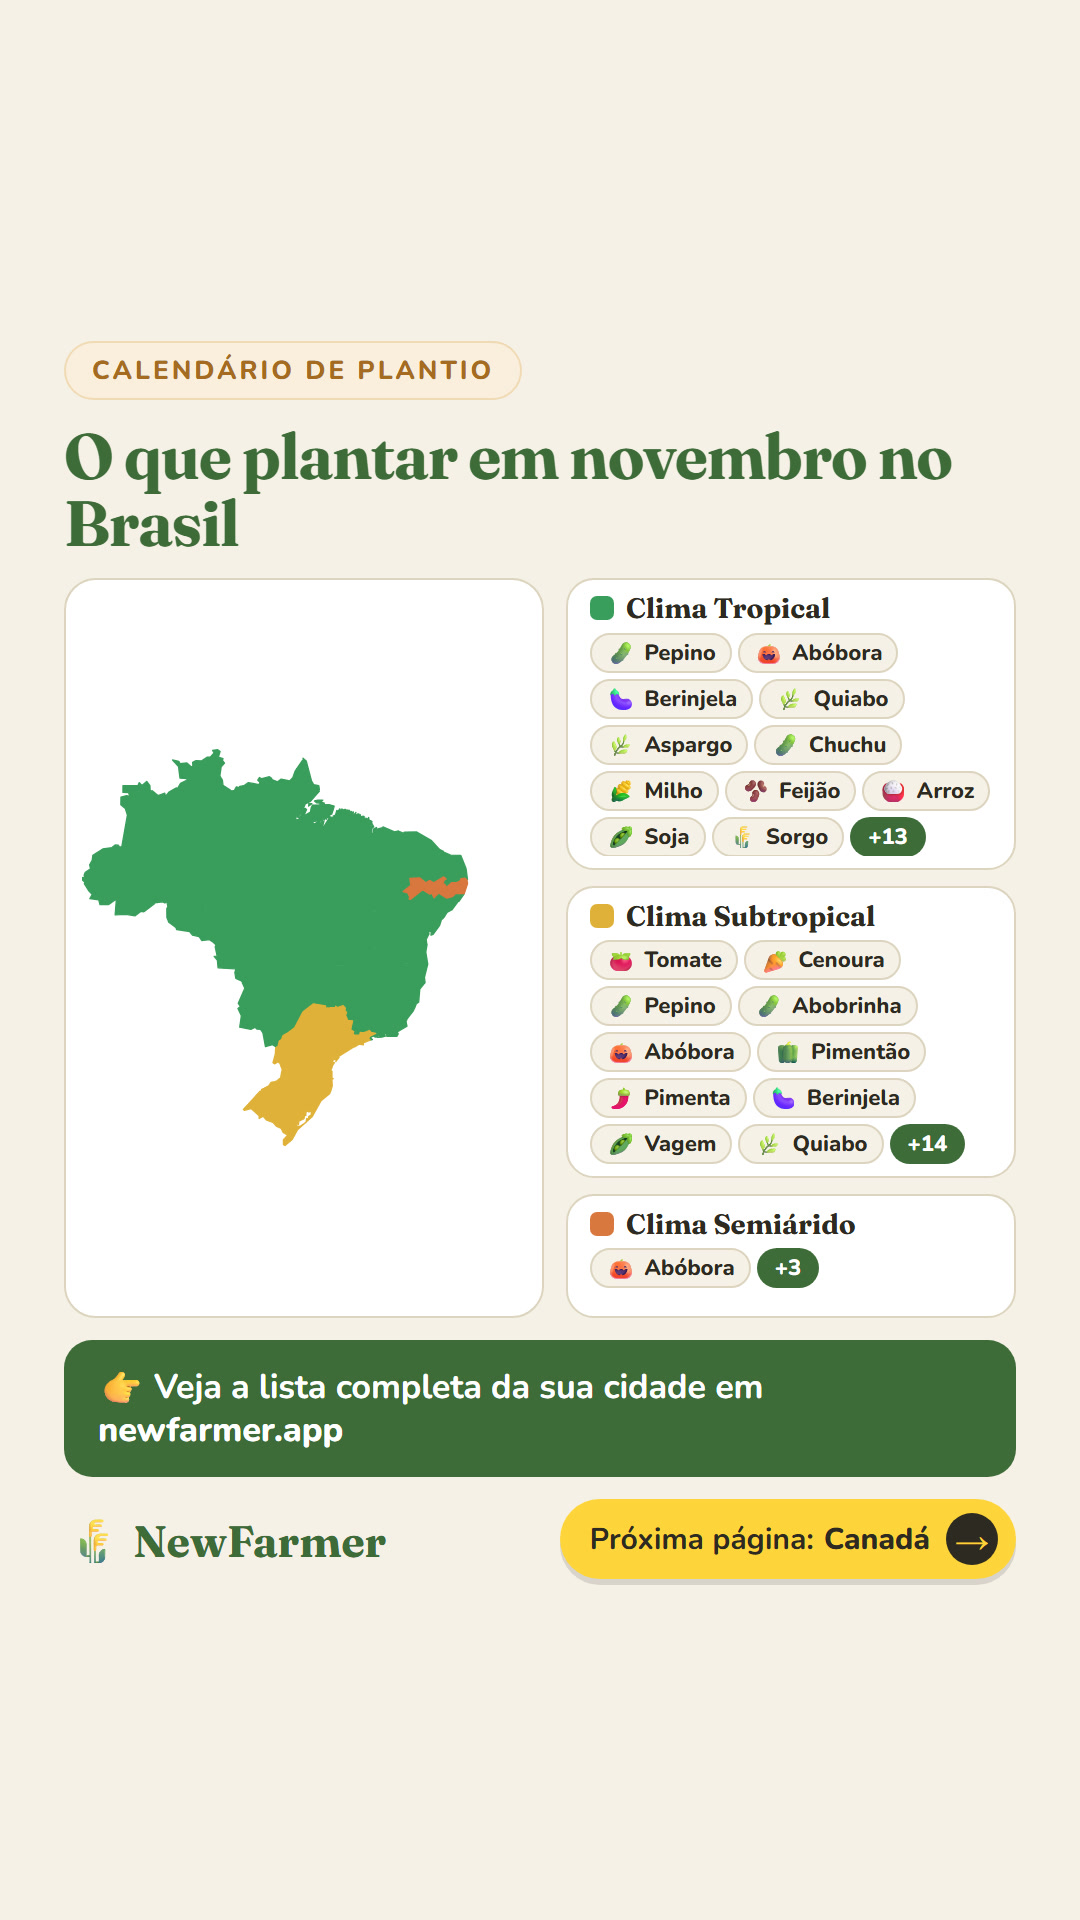 CALENDÁRIO DE PLANTIO
O que plantar em novembro no
Brasil
Clima Tropical
Pepino Abóbora
Berinjela Quiabo
Aspargo Chuchu
Milho Feijão Arroz
Soja Sorgo +13
Clima Subtropical
Tomate Cenoura
Pepino Abobrinha
Abóbora Pimentão
Pimenta Berinjela
Vagem Quiabo +14
Clima Semiárido
Abóbora +3
👉 Veja a lista completa da sua cidade em
newfarmer.app
NewFarmer
Próxima página: Canadá →